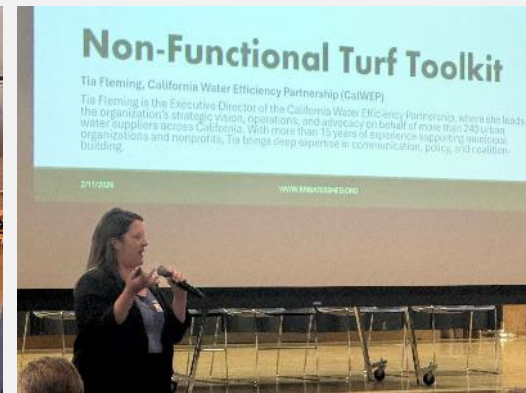 Non-Functional Turf Toolkit
Tia Fleming, California Water Efficiency Partnership (CalWEP)
Tia Fleming is the Executive Director of the California Water Efficiency Partnership, where she leads
the organization's strategic vision, operations, and advocacy on behalf of more than 240 urban
water suppliers across California. With more than 15 years of experience supporting municipal
organizations and nonprofits, Tia brings deep expertise in communication, policy, and coalition-
building.
2/11/2026